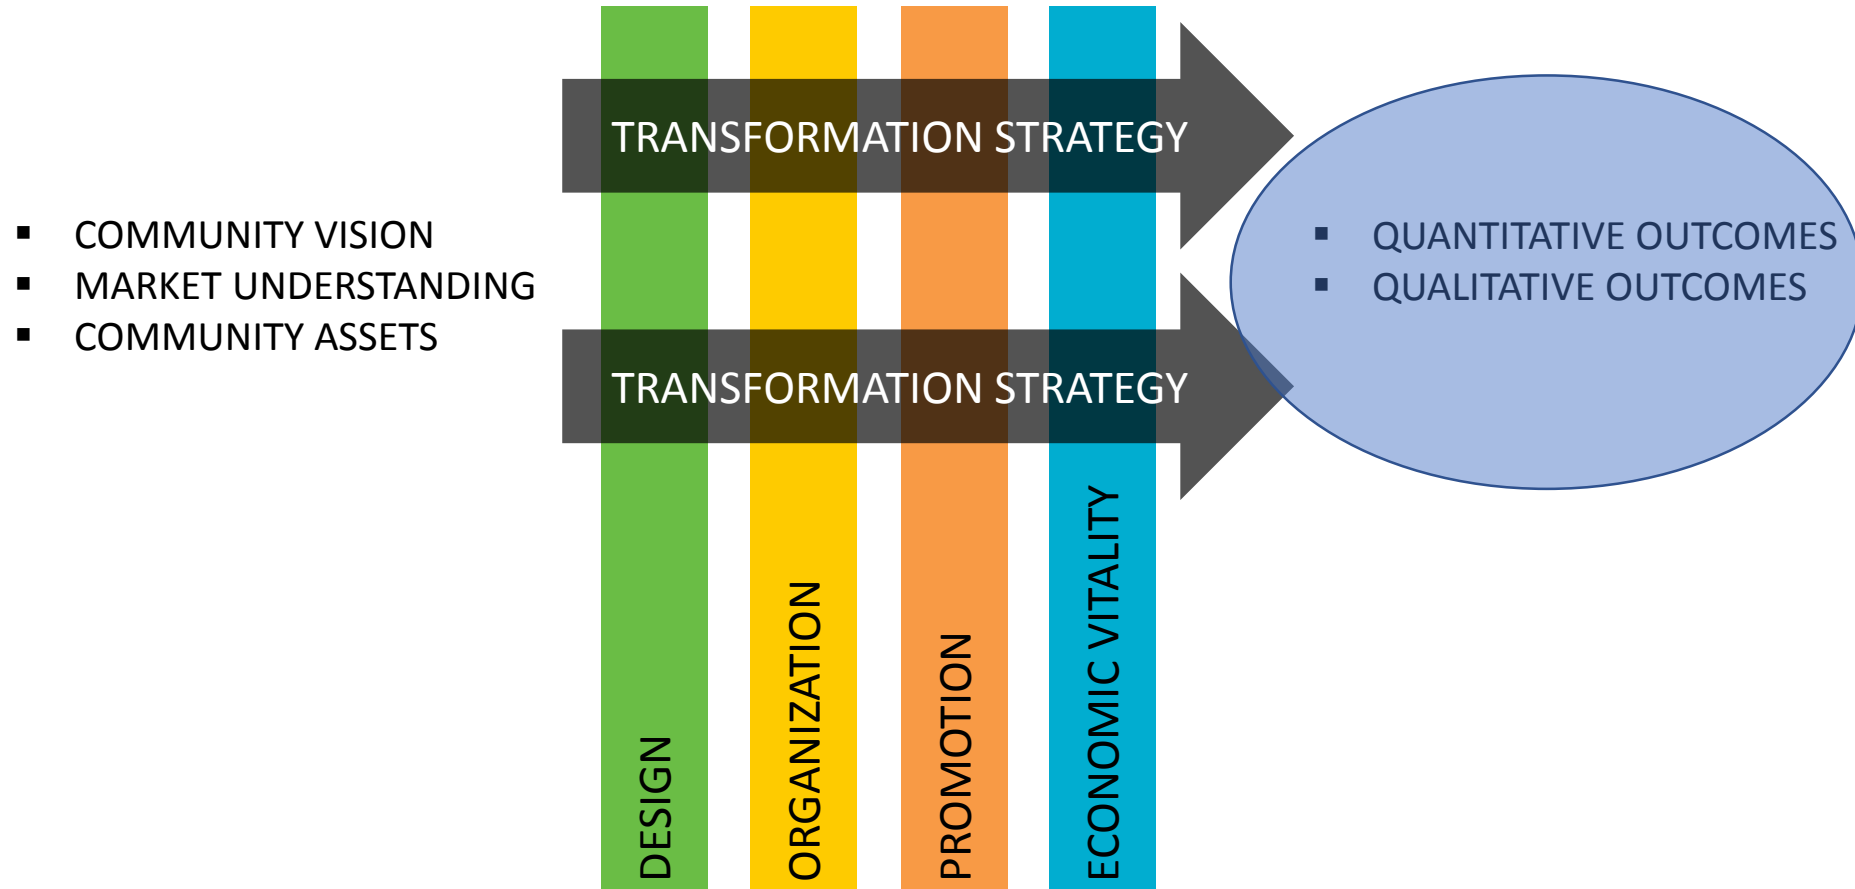 TRANSFORMATION STRATEGY
▪ COMMUNITY VISION
▪ MARKET UNDERSTANDING
▪ COMMUNITY ASSETS
▪ QUANTITATIVE OUTCOMES
▪ QUALITATIVE OUTCOMES
TRANSFORMATION STRATEGY
DESIGN
ORGANIZATION
PROMOTION
ECONOMIC VITALITY